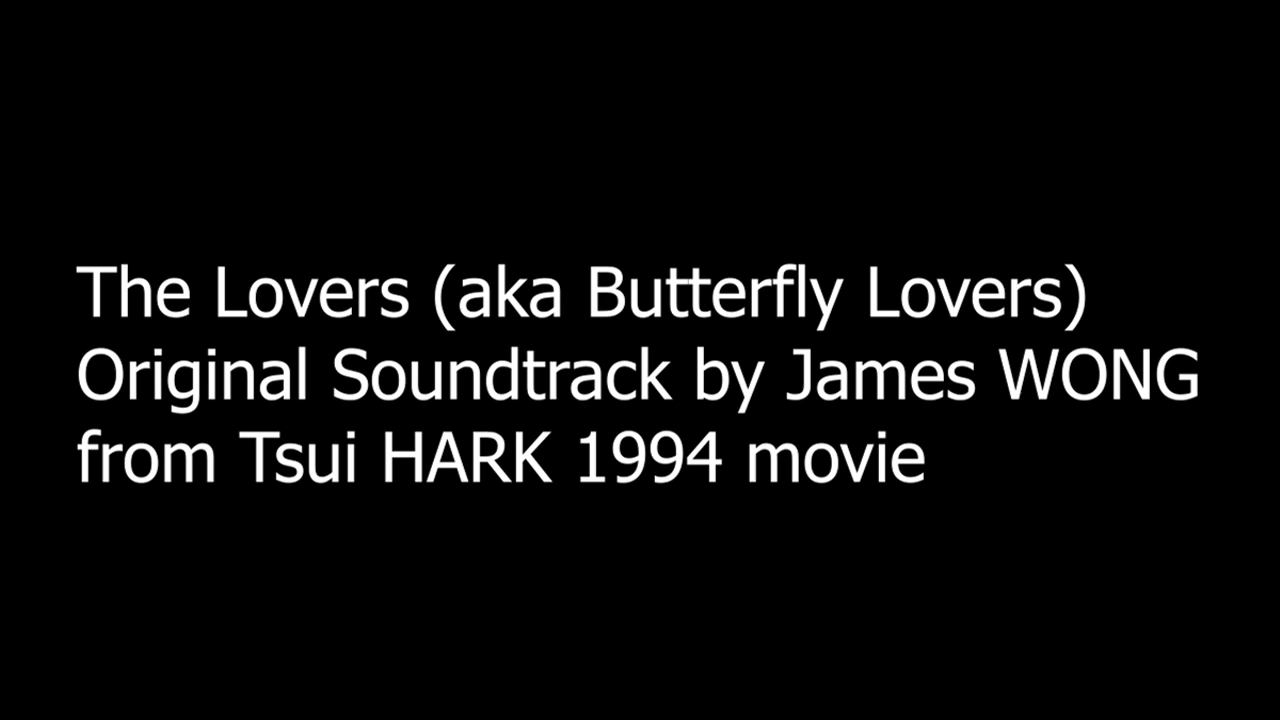 The Lovers (aka Butterfly Lovers)
Original Soundtrack by James WONG
from Tsui HARK 1994 movie